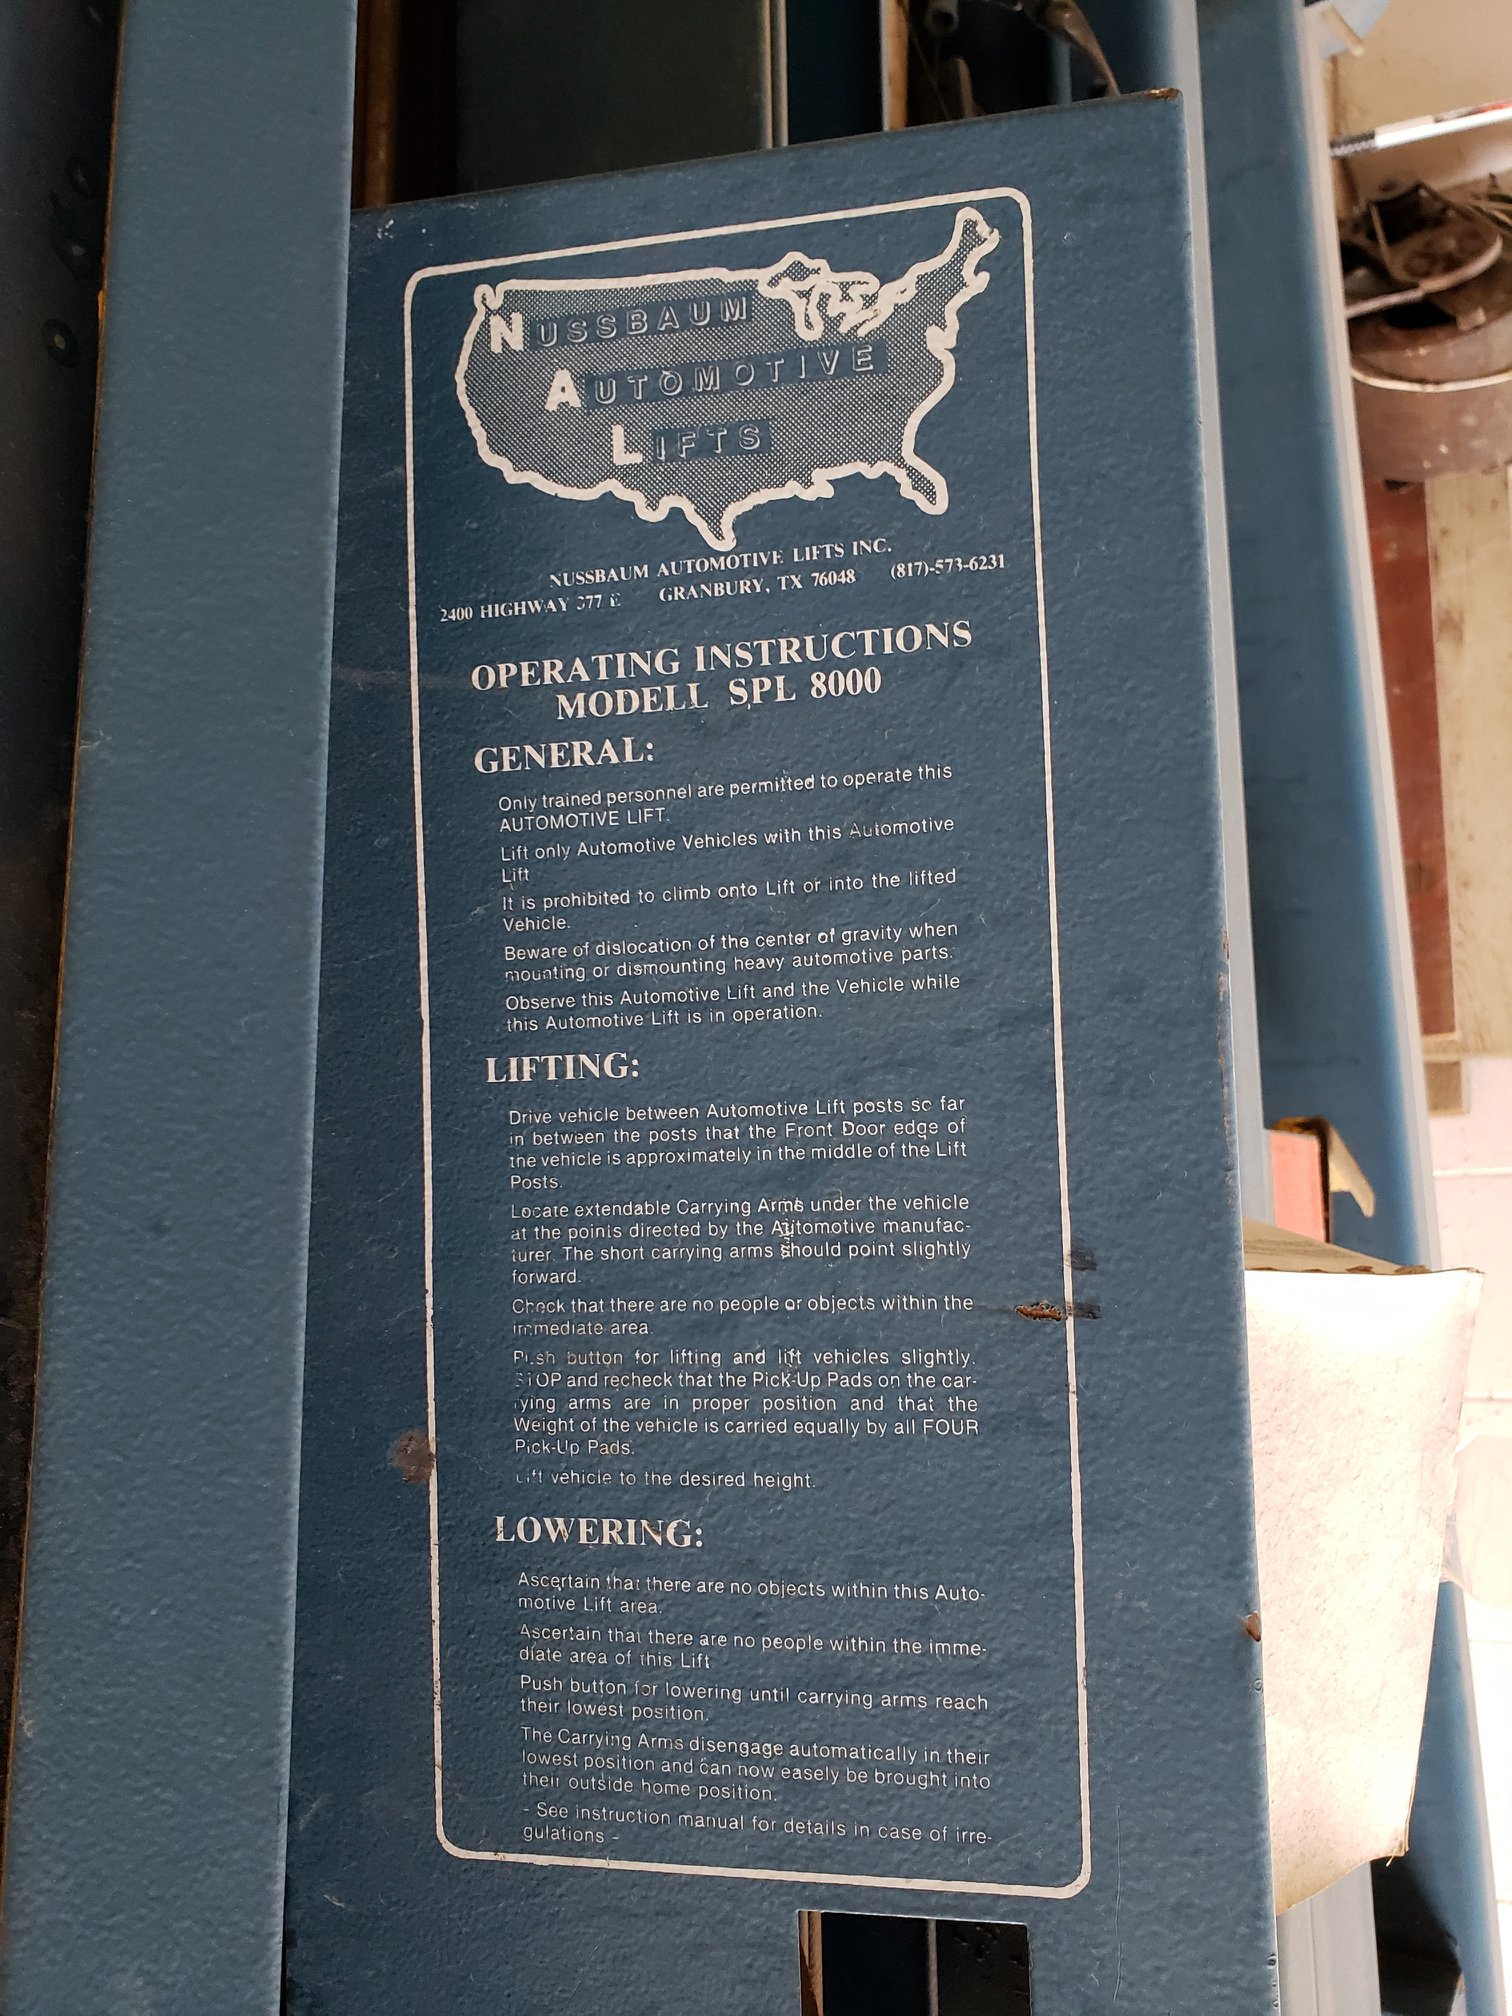 NUSSBAUM
AUTOMOTIVE
LIFTS
NUSSBAUM AUTOMOTIVE LIFTS INC.
2400 HIGHWAY 377 E GRANBURY, TX 76048 (817)-573-6231
OPERATING INSTRUCTIONS
MODELL SPL 8000
GENERAL:
Only trained personnel are permitted to operate this
AUTOMOTIVE LIFT.
Lift only Automotive Vehicles with this Automotive
Lift
It is prohibited to climb onto Lift or into the lifted
Vehicle.
Beware of dislocation of the center of gravity when
mounting or dismounting heavy automotive parts.
Observe this Automotive Lift and the Vehicle while
this Automotive Lift is in operation.
LIFTING:
Drive vehicle between Automotive Lift posts so far
in between the posts that the Front Door edge of
the vehicle is approximately in the middle of the Lift
Posts.
Locate extendable Carrying Arms under the vehicle
at the points directed by the Automotive manufac-
turer. The short carrying arms should point slightly
forward.
Check that there are no people or objects within the
immediate area.
Push button for lifting and lift vehicles slightly.
STOP and recheck that the Pick-Up Pads on the car-
rying arms are in proper position and that the
Weight of the vehicle is carried equally by all FOUR
Pick-Up Pads.
Lift vehicle to the desired height.
LOWERING:
Ascertain that there are no objects within this Auto-
motive Lift area.
Ascertain that there are no people within the imme-
diate area of this Lift
Push button for lowering until carrying arms reach
their lowest position.
The Carrying Arms disengage automatically in their
lowest position and can now easely be brought into
their outside home position.
- See instruction manual for details in case of irre-
gulations -